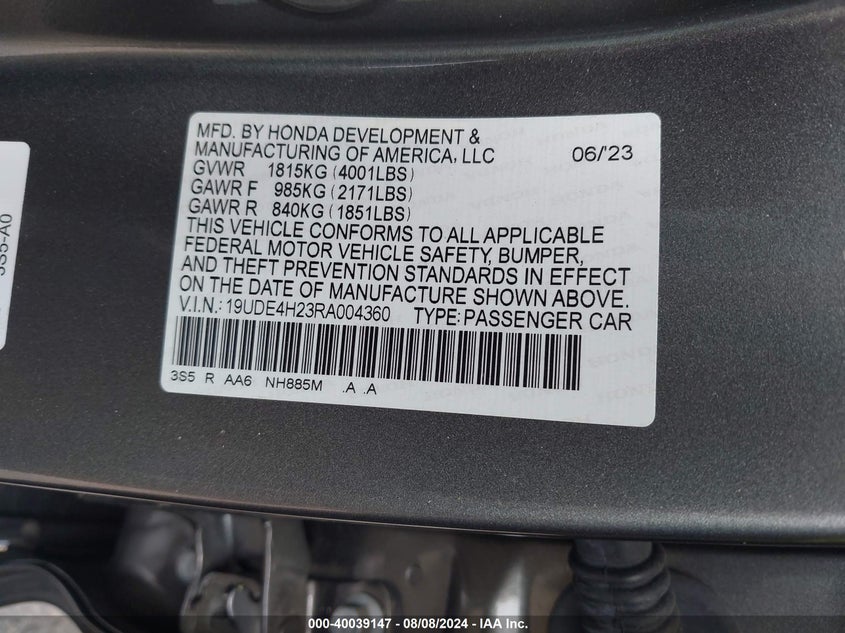 MFD. BY HONDA DEVELOPMENT &
MANUFACTURING OF AMERICA, LLC 06/'23
GVWR 1815KG (4001LBS)
GAWR F 985KG (2171LBS)
GAWR R 840KG (1851LBS)
THIS VEHICLE CONFORMS TO ALL APPLICABLE
FEDERAL MOTOR VEHICLE SAFETY, BUMPER,
AND THEFT PREVENTION STANDARDS IN EFFECT
ON THE DATE OF MANUFACTURE SHOWN ABOVE.
V.I.N.: 19UDE4H23RA004360 TYPE: PASSENGER CAR
3S5 R AA6 NH885M .A .A
3S5-A0
000-40039147 - 08/08/2024 - IAA Inc.